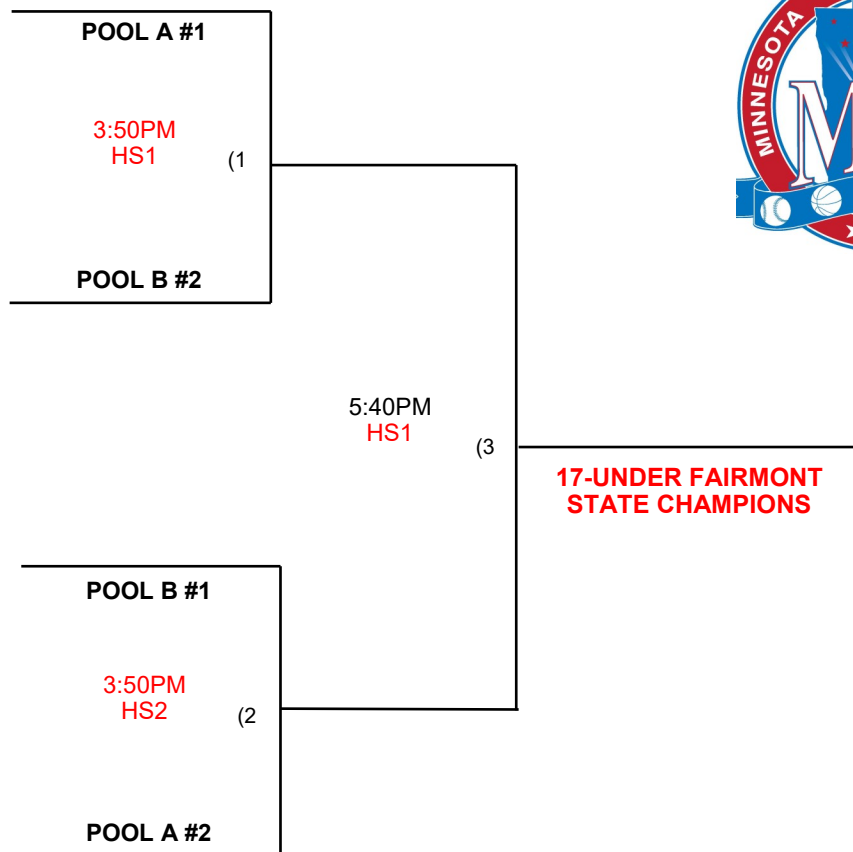 POOL A #1
MINNESOTA
M
3:50PM
HS1
(1
POOL B #2
5:40PM
HS1
(3
17-UNDER FAIRMONT
STATE CHAMPIONS
POOL B #1
3:50PM
HS2
(2
POOL A #2